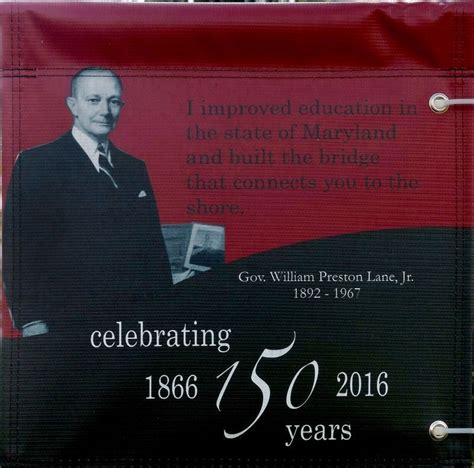 I improved education in
the state of Maryland
and built the bridge
that connects you to the
shore.
Gov. William Preston Lane, Jr.
1892 - 1967
celebrating
1866 150 2016
years